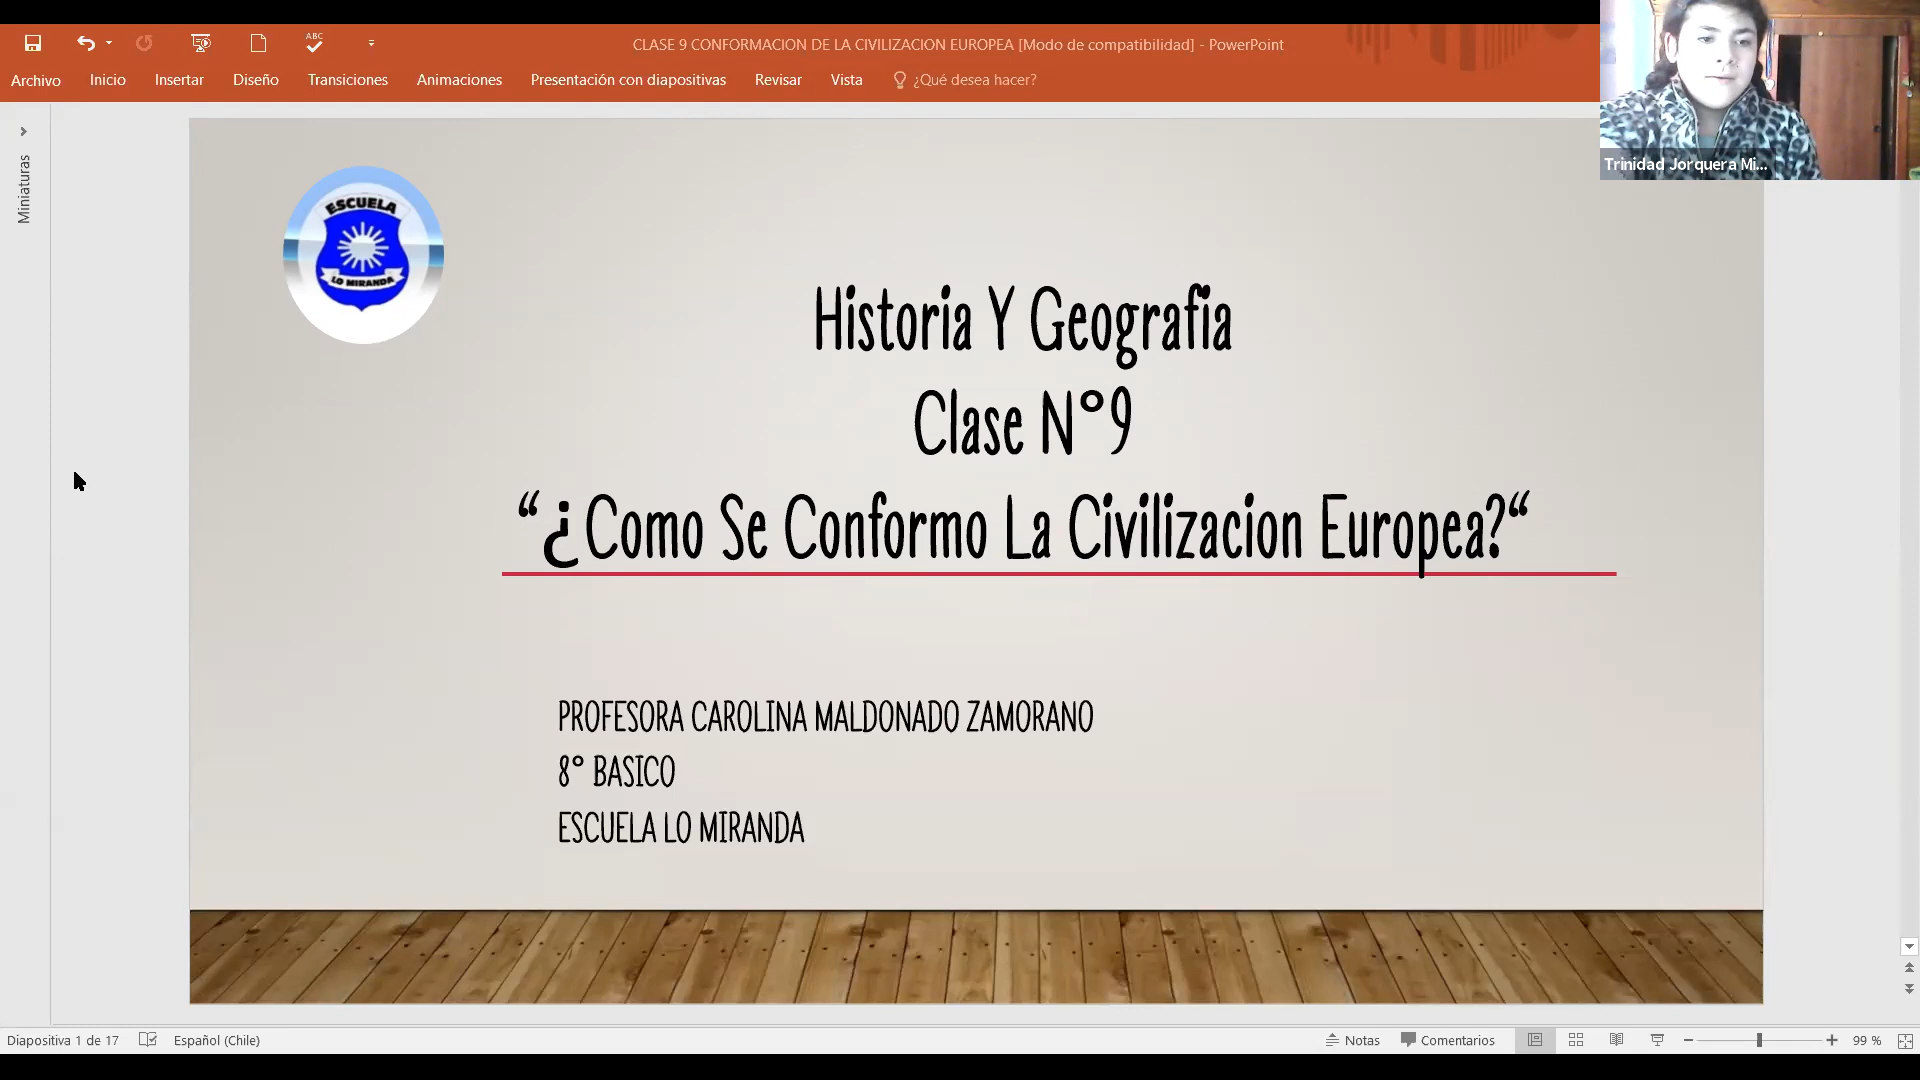 ABC
CLASE 9 CONFORMACION DE LA CIVILIZACION EUROPEA [Modo de compatibilidad] - PowerPoint
Archivo Inicio Insertar Diseño Transiciones Animaciones Presentación con diapositivas Revisar Vista ¿Qué desea hacer?
Trinidad Jorquera Mi...
Miniaturas
ESCUELA
LO MIRANDA
Historia Y Geografia
Clase N°9
“¿Como Se Conformo La Civilizacion Europea?“
PROFESORA CAROLINA MALDONADO ZAMORANO
8° BASICO
ESCUELA LO MIRANDA
Diapositiva 1 de 17 Español (Chile) Notas Comentarios 99 %